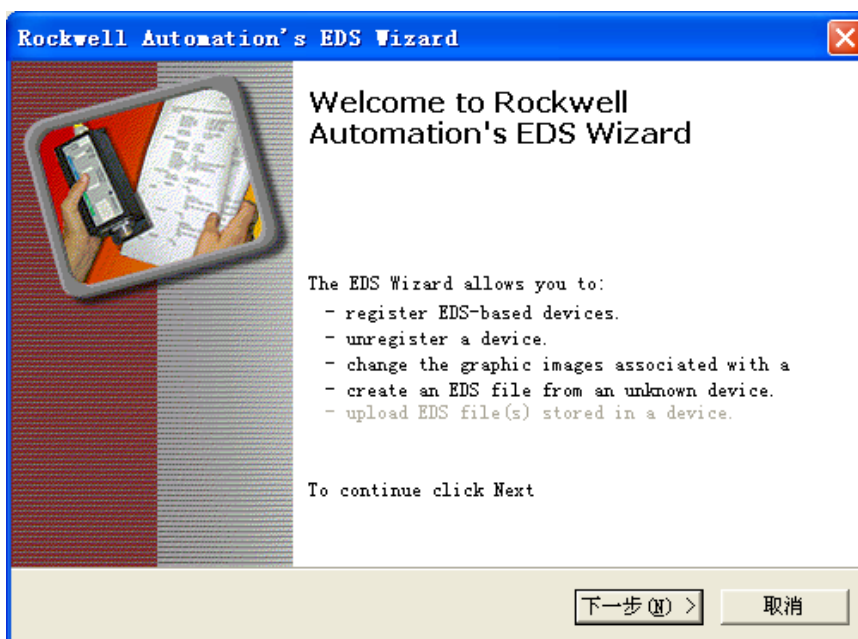 Rockwell Automation's EDS Wizard
Welcome to Rockwell
Automation's EDS Wizard
The EDS Wizard allows you to:
- register EDS-based devices.
- unregister a device.
- change the graphic images associated with a
- create an EDS file from an unknown device.
- upload EDS file(s) stored in a device.
To continue click Next
下一步(N) >
取消